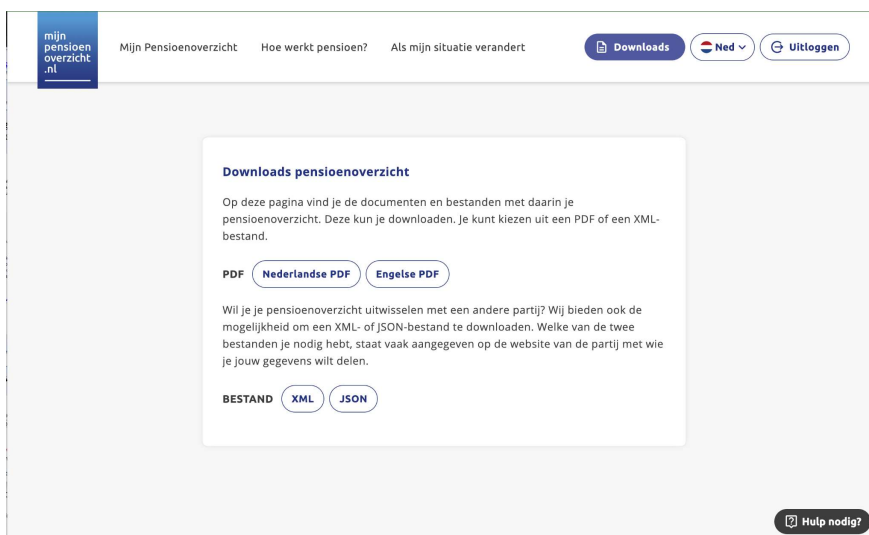 mijn
pensioen
overzicht
.nl
Mijn Pensioenoverzicht Hoe werkt pensioen? Als mijn situatie verandert Downloads Ned Uitloggen
Downloads pensioenoverzicht
Op deze pagina vind je de documenten en bestanden met daarin je
pensioenoverzicht. Deze kun je downloaden. Je kunt kiezen uit een PDF of een XML-
bestand.
PDF Nederlandse PDF Engelse PDF
Wil je je pensioenoverzicht uitwisselen met een andere partij? Wij bieden ook de
mogelijkheid om een XML- of JSON-bestand te downloaden. Welke van de twee
bestanden je nodig hebt, staat vaak aangegeven op de website van de partij met wie
je jouw gegevens wilt delen.
BESTAND XML JSON
Hulp nodig?